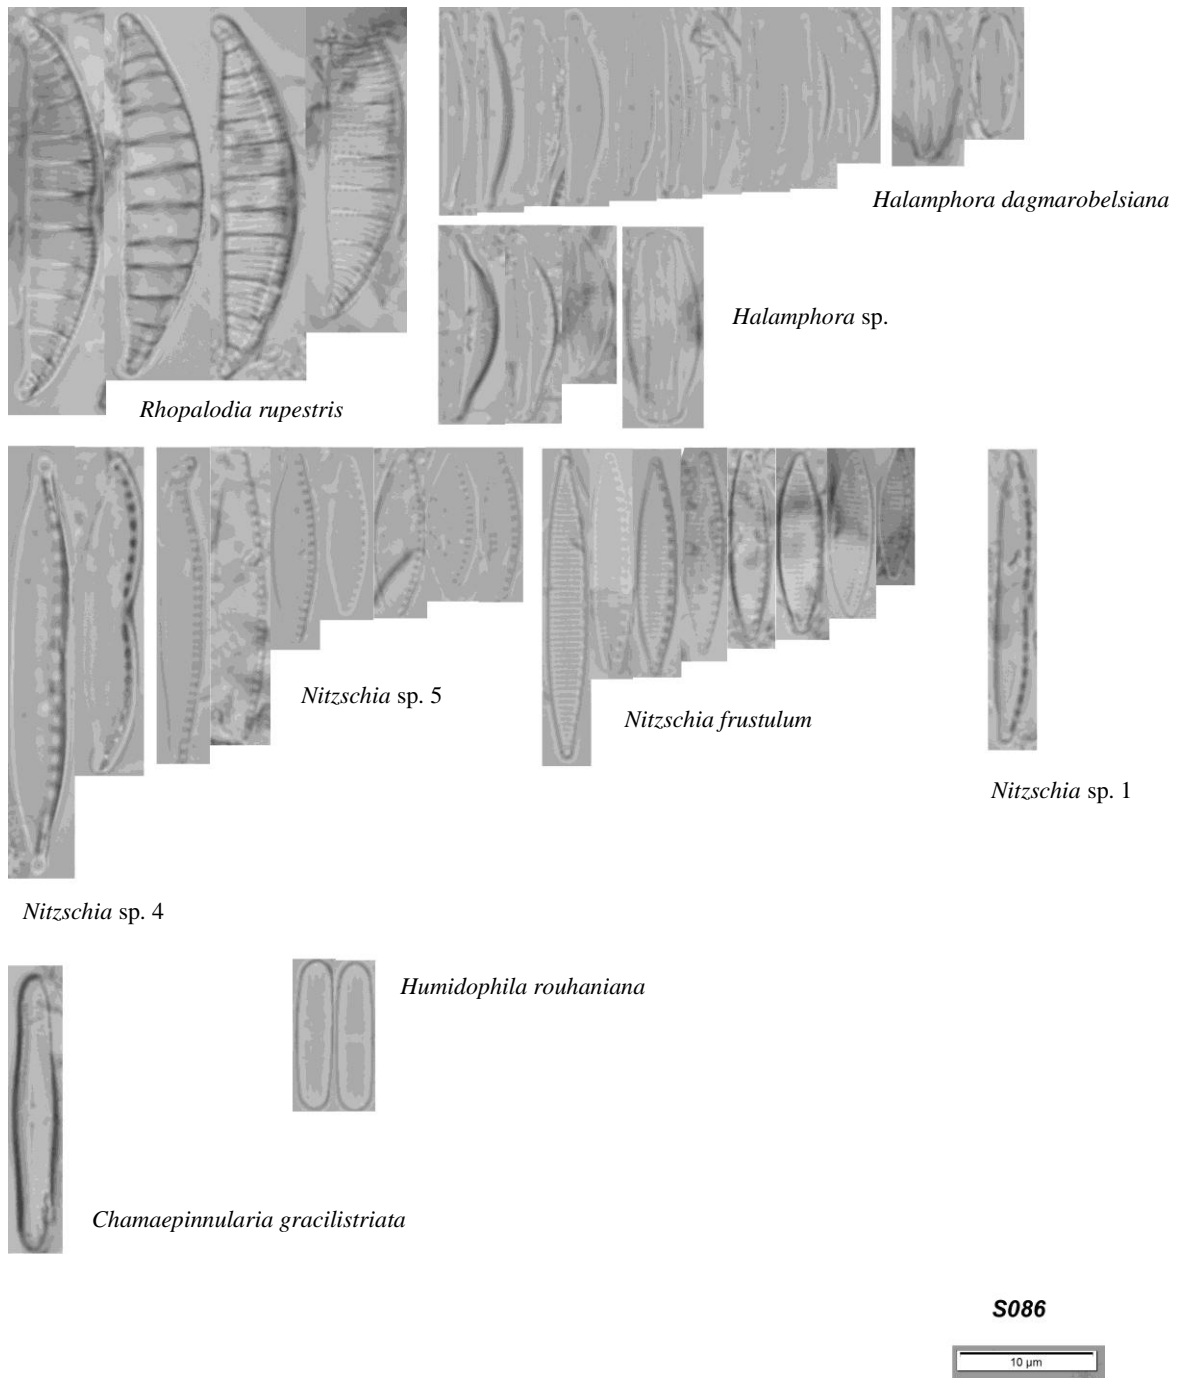 Halamphora dagmarobelsiana
Halamphora sp.
Rhopalodia rupestris
Nitzschia sp. 5
Nitzschia frustulum
Nitzschia sp. 1
Nitzschia sp. 4
Humidophila rouhaniana
Chamaepinnularia gracilistriata
S086
10 µm